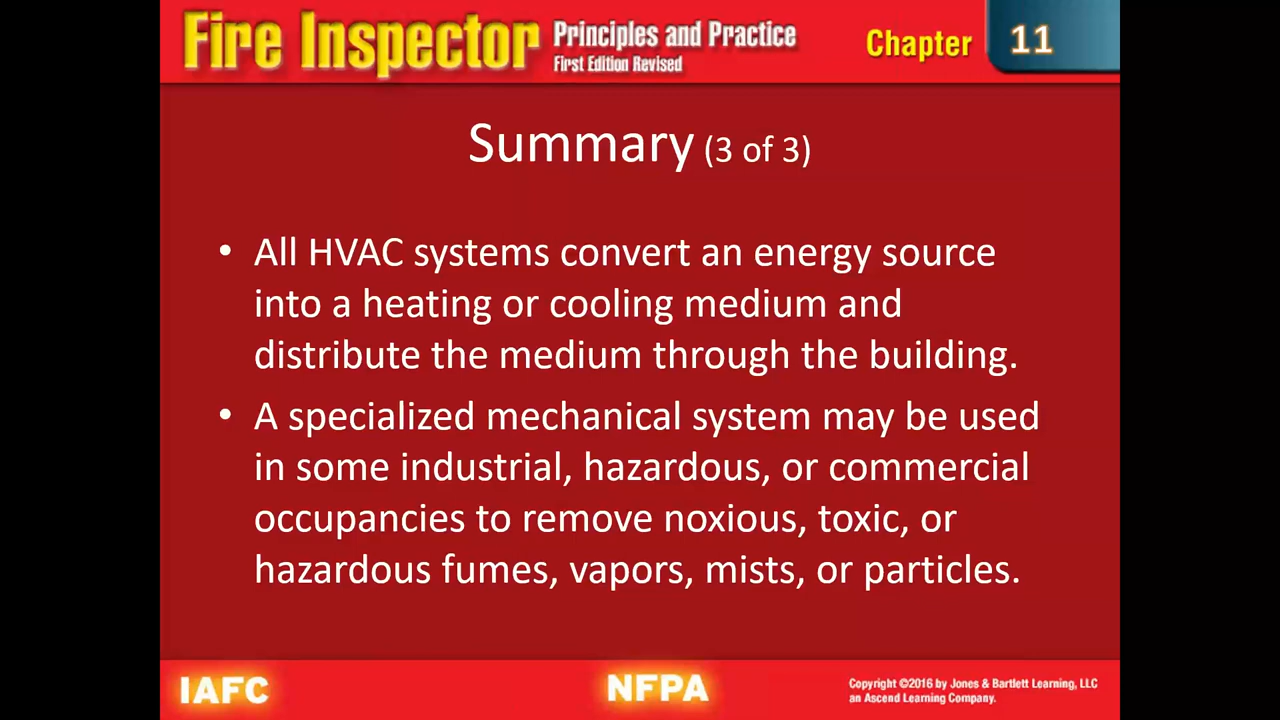 Fire Inspector Principles and Practice
First Edition Revised
Chapter 11
Summary (3 of 3)
• All HVAC systems convert an energy source
into a heating or cooling medium and
distribute the medium through the building.
• A specialized mechanical system may be used
in some industrial, hazardous, or commercial
occupancies to remove noxious, toxic, or
hazardous fumes, vapors, mists, or particles.
IAFC
NFPA
Copyright ©2016 by Jones & Bartlett Learning, LLC
an Ascend Learning Company.